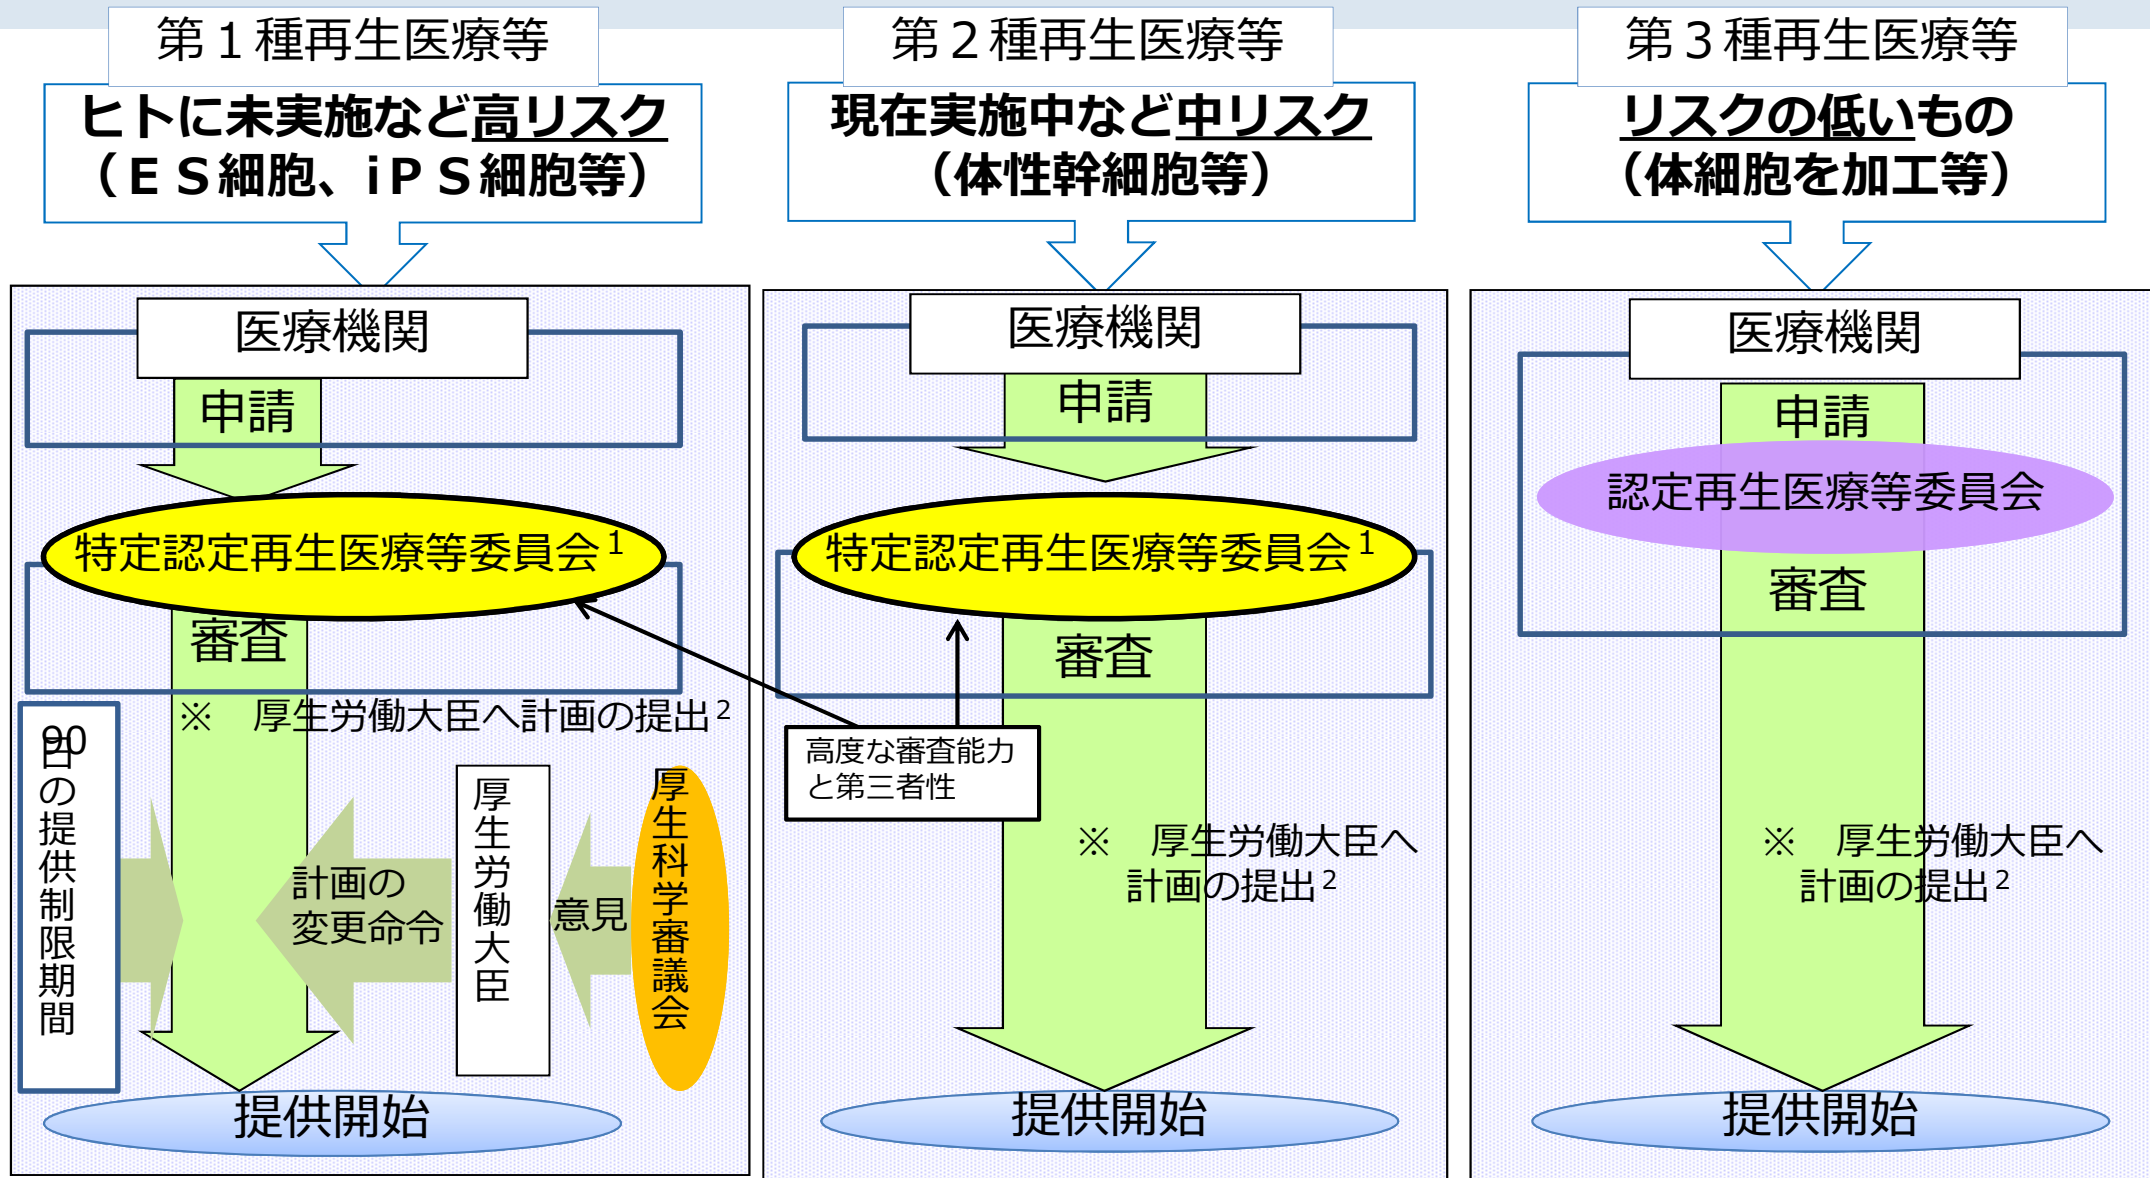 第１種再生医療等
ヒトに未実施など高リスク
（ＥＳ細胞、iＰＳ細胞等）
医療機関
申請
特定認定再生医療等委員会1
審査
※　厚生労働大臣へ計画の提出2
90日の提供制限期間
計画の
変更命令
厚生労働大臣
意見
厚生科学審議会
提供開始
第２種再生医療等
現在実施中など中リスク
（体性幹細胞等）
医療機関
申請
特定認定再生医療等委員会1
審査
高度な審査能力
と第三者性
※　厚生労働大臣へ
計画の提出2
提供開始
第３種再生医療等
リスクの低いもの
（体細胞を加工等）
医療機関
申請
認定再生医療等委員会
審査
※　厚生労働大臣へ
計画の提出2
提供開始